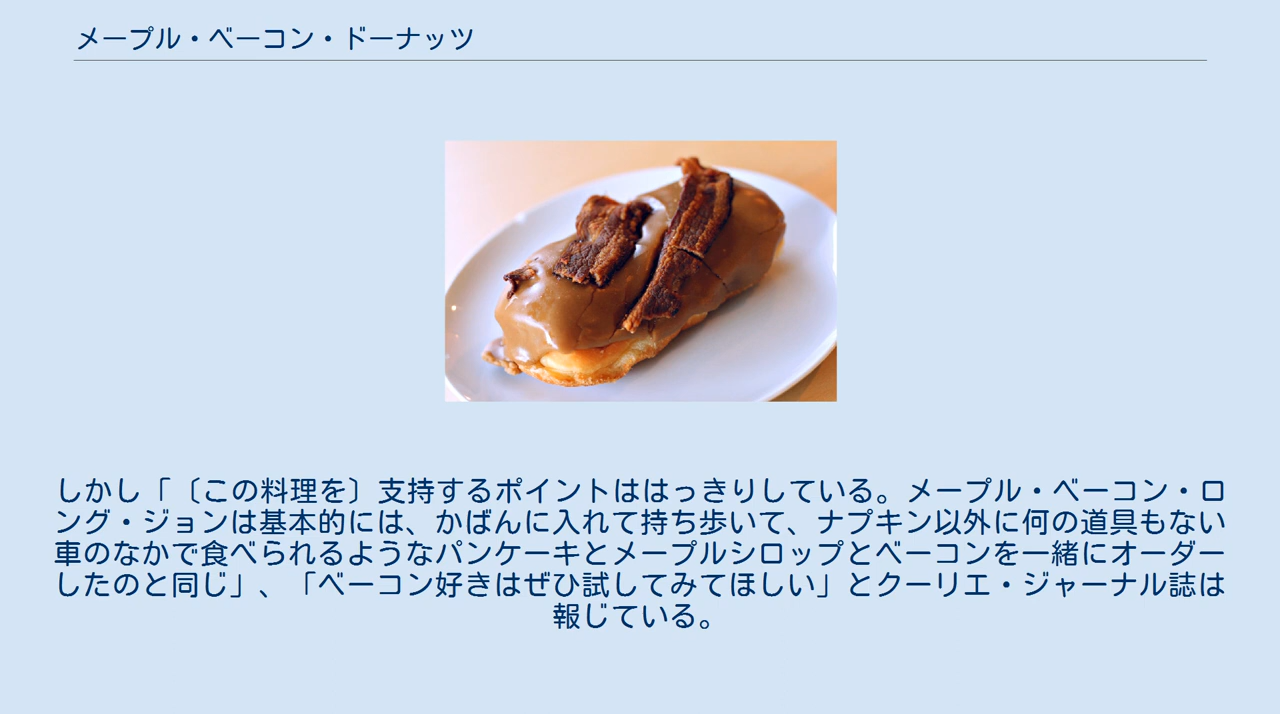 メープル・ベーコン・ドーナッツ
しかし「〔この料理を〕支持するポイントははっきりしている。メープル・ベーコン・ロ
ング・ジョンは基本的には、かばんに入れて持ち歩いて、ナプキン以外に何の道具もない
車のなかで食べられるようなパンケーキとメープルシロップとベーコンを一緒にオーダー
したのと同じ」、「ベーコン好きはぜひ試してみてほしい」とクーリエ・ジャーナル誌は
報じている。